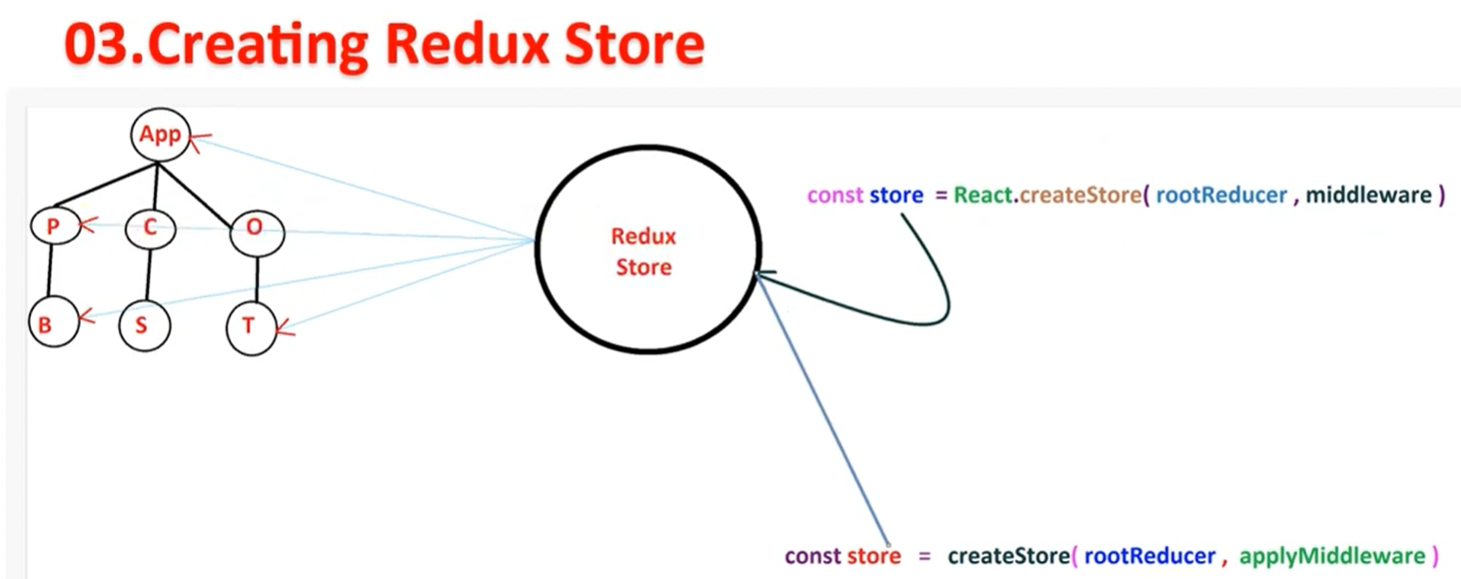 03.Creating Redux Store
App
P
C
O
B
S
T
Redux
Store
const store = React.createStore( rootReducer , middleware )
const store = createStore( rootReducer , applyMiddleware )